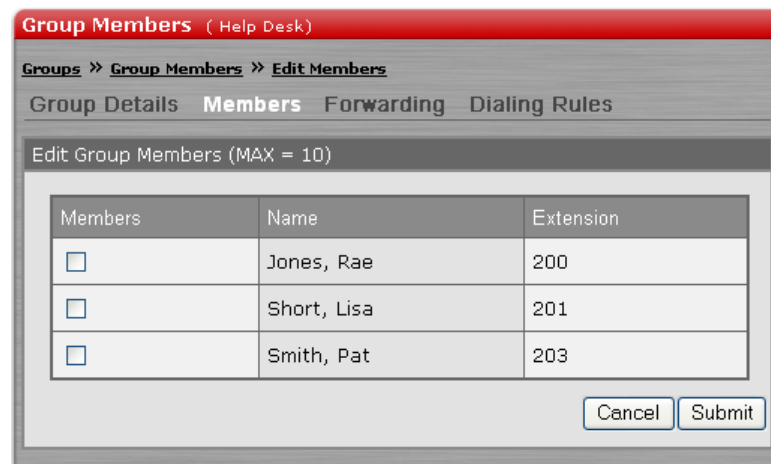 Group Members ( Help Desk)
Groups » Group Members » Edit Members
Group Details Members Forwarding Dialing Rules
Edit Group Members (MAX = 10)
Members Name Extension
Jones, Rae 200
Short, Lisa 201
Smith, Pat 203
Cancel Submit